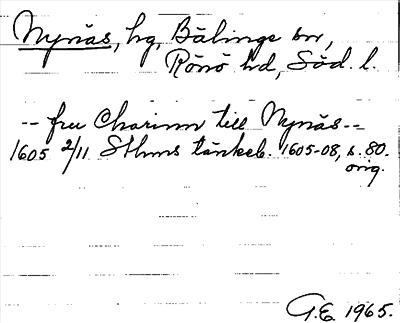 Nynäs, hg, Bälinge sn,
Rönö hd, Söd. l.
-- fru Charinn till Nynäs --
1605 2/11 Sthms tänkeb. 1605-08, s. 80.
orig.
G.E. 1965.